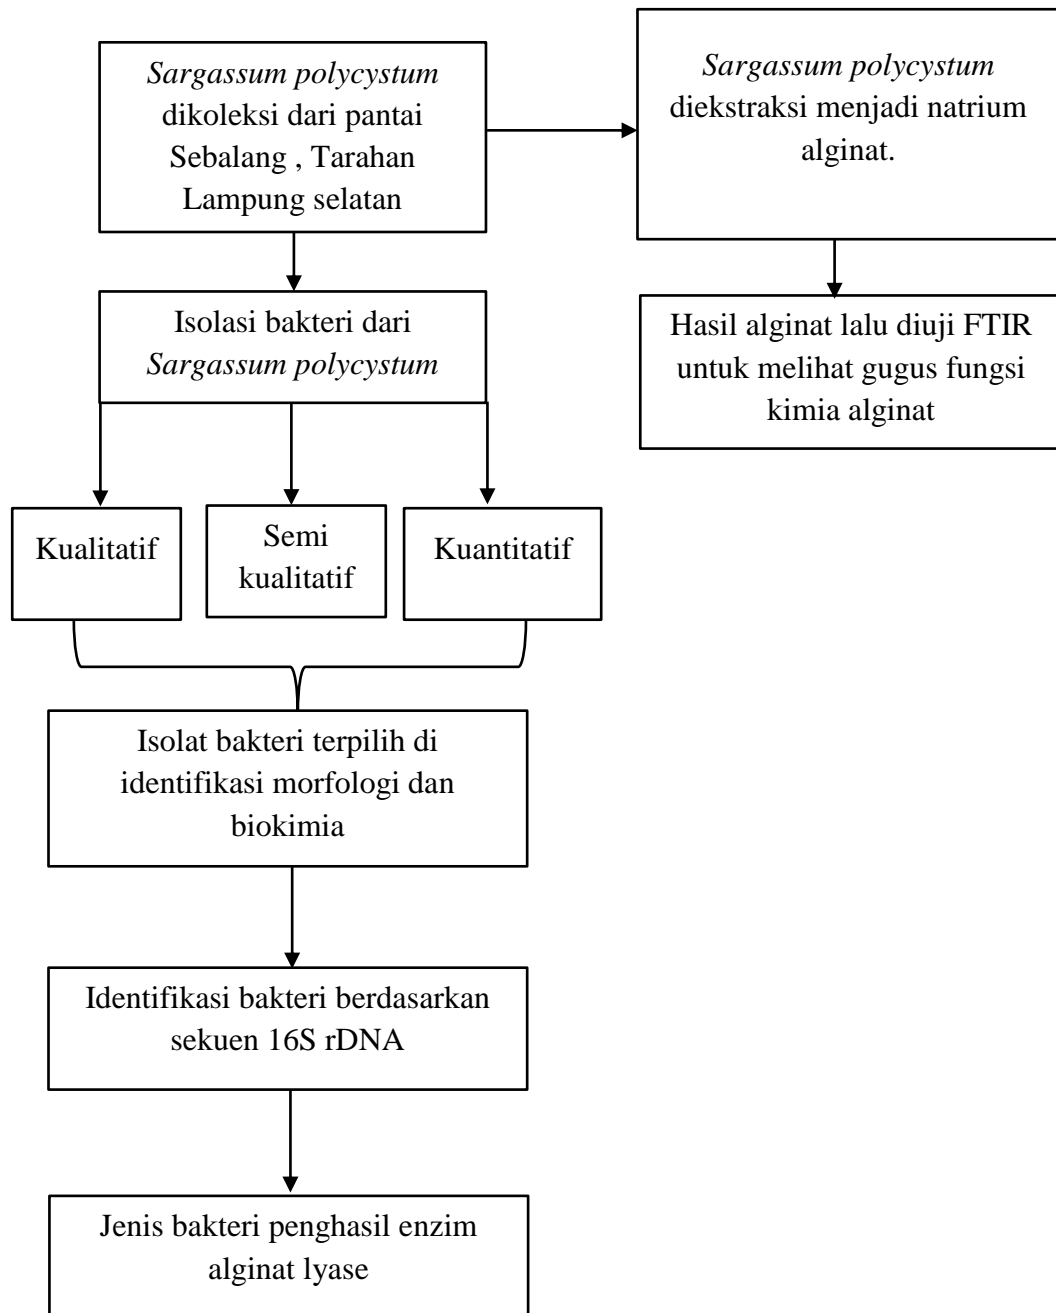 Sargassum polycystum
dikoleksi dari pantai
Sebalang , Tarahan
Lampung selatan
Sargassum polycystum
diekstraksi menjadi natrium
alginat.
Isolasi bakteri dari
Sargassum polycystum
Hasil alginat lalu diuji FTIR
untuk melihat gugus fungsi
kimia alginat
Kualitatif
Semi
kualitatif
Kuantitatif
Isolat bakteri terpilih di
identifikasi morfologi dan
biokimia
Identifikasi bakteri berdasarkan
sekuen 16S rDNA
Jenis bakteri penghasil enzim
alginat lyase